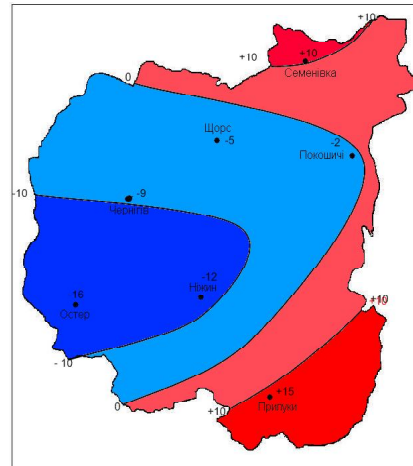 +10
+10
+10
Семенівка
0
Щорс
-5
-2
Покошичі
-10
-9
Чернігів
-12
Ніжин
16
Остер
+10
-10
+15
Прилуки
0
+10